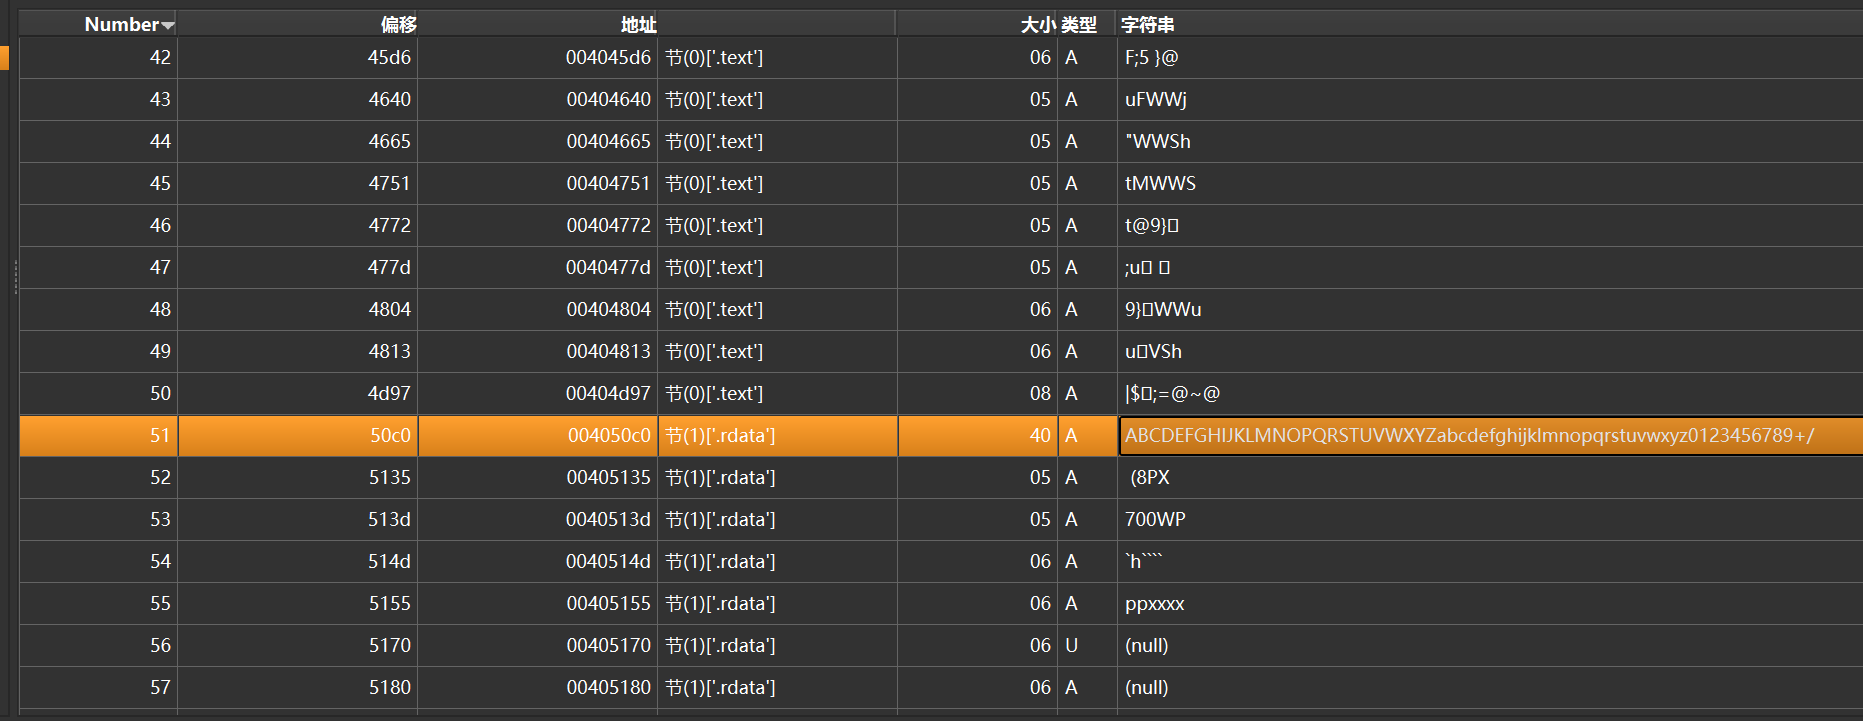 Number 偏移 地址 大小 类型 字符串
42 45d6 004045d6 节(0)['.text'] 06 A F;5 }@
43 4640 00404640 节(0)['.text'] 05 A uFWWj
44 4665 00404665 节(0)['.text'] 05 A "WWSh
45 4751 00404751 节(0)['.text'] 05 A tMWWS
46 4772 00404772 节(0)['.text'] 05 A t@9}▯
47 477d 0040477d 节(0)['.text'] 05 A ;u▯ ▯
48 4804 00404804 节(0)['.text'] 06 A 9}▯WWu
49 4813 00404813 节(0)['.text'] 06 A u▯VSh
50 4d97 00404d97 节(0)['.text'] 08 A |$▯;=@~@
51 50c0 004050c0 节(1)['.rdata'] 40 A ABCDEFGHIJKLMNOPQRSTUVWXYZabcdefghijklmnopqrstuvwxyz0123456789+/
52 5135 00405135 节(1)['.rdata'] 05 A (8PX
53 513d 0040513d 节(1)['.rdata'] 05 A 700WP
54 514d 0040514d 节(1)['.rdata'] 06 A `h````
55 5155 00405155 节(1)['.rdata'] 06 A ppxxxx
56 5170 00405170 节(1)['.rdata'] 06 U (null)
57 5180 00405180 节(1)['.rdata'] 06 A (null)